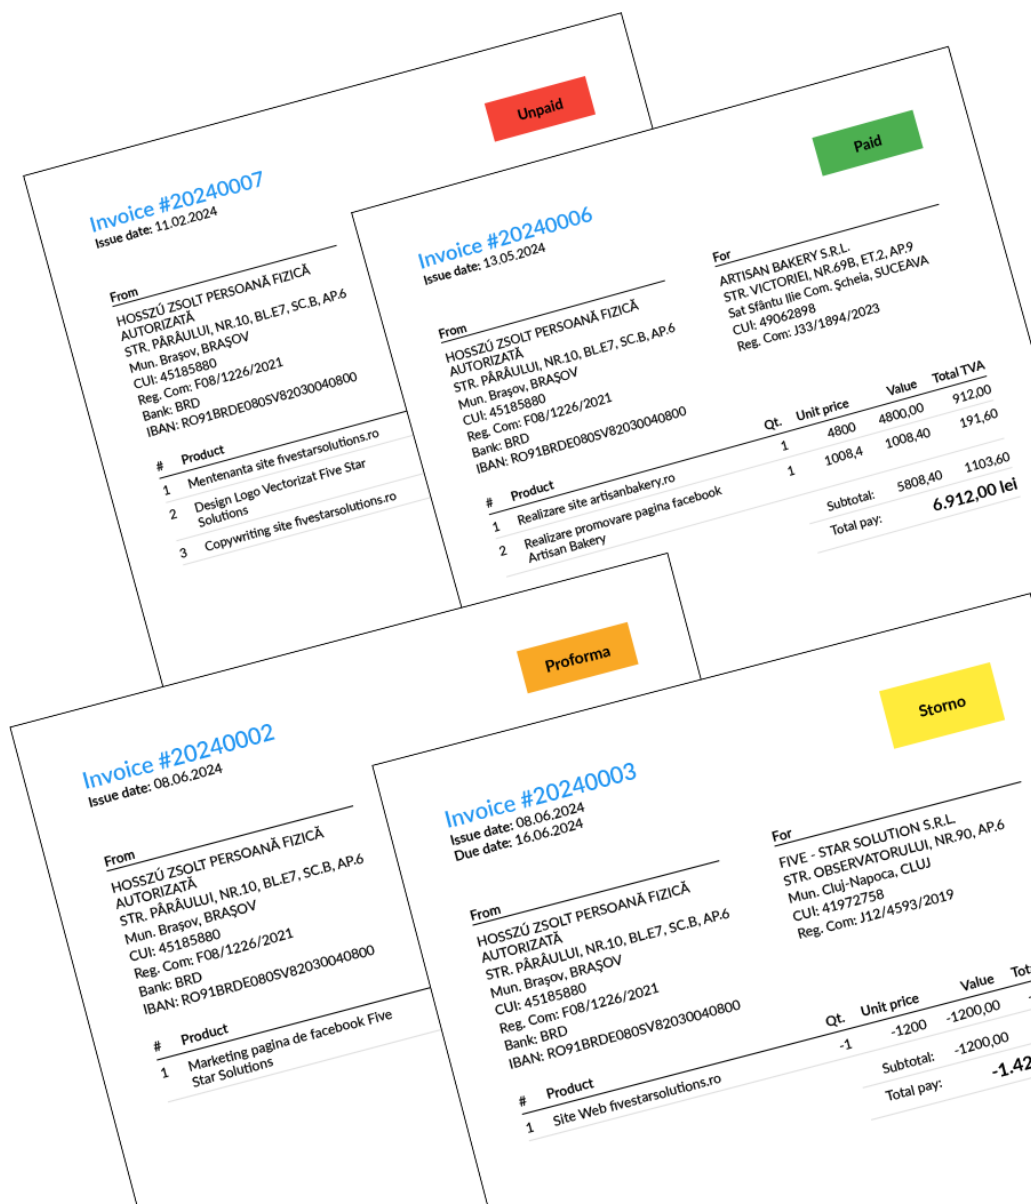 Unpaid
Invoice #20240007
Issue date: 11.02.2024
From
HOSSZÚ ZSOLT PERSOANĂ FIZICĂ
AUTORIZATĂ
STR. PÂRÂULUI, NR.10, BL.E7, SC.B, AP.6
Mun. Braşov, BRAŞOV
CUI: 45185880
Reg. Com: F08/1226/2021
Bank: BRD
IBAN: RO91BRDE080SV82030040800
# Product
1 Mentenanta site fivestarsolutions.ro
2 Design Logo Vectorizat Five Star
Solutions
3 Copywriting site fivestarsolutions.ro
Paid
Invoice #20240006
Issue date: 13.05.2024
From
HOSSZÚ ZSOLT PERSOANĂ FIZICĂ
AUTORIZATĂ
STR. PÂRÂULUI, NR.10, BL.E7, SC.B, AP.6
Mun. Braşov, BRAŞOV
CUI: 45185880
Reg. Com: F08/1226/2021
Bank: BRD
IBAN: RO91BRDE080SV82030040800
For
ARTISAN BAKERY S.R.L.
STR. VICTORIEI, NR.69B, ET.2, AP.9
Sat Sfântu Ilie Com. Şcheia, SUCEAVA
CUI: 49062898
Reg. Com: J33/1894/2023
# Product Qt. Unit price Value Total TVA
1 Realizare site artisanbakery.ro 1 4800 4800,00 912,00
2 Realizare promovare pagina facebook 1 1008,4 1008,40 191,60
Artisan Bakery
Subtotal: 5808,40 1103,60
Total pay: 6.912,00 lei
Proforma
Invoice #20240002
Issue date: 08.06.2024
From
HOSSZÚ ZSOLT PERSOANĂ FIZICĂ
AUTORIZATĂ
STR. PÂRÂULUI, NR.10, BL.E7, SC.B, AP.6
Mun. Braşov, BRAŞOV
CUI: 45185880
Reg. Com: F08/1226/2021
Bank: BRD
IBAN: RO91BRDE080SV82030040800
# Product
1 Marketing pagina de facebook Five
Star Solutions
Storno
Invoice #20240003
Issue date: 08.06.2024
Due date: 16.06.2024
From
HOSSZÚ ZSOLT PERSOANĂ FIZICĂ
AUTORIZATĂ
STR. PÂRÂULUI, NR.10, BL.E7, SC.B, AP.6
Mun. Braşov, BRAŞOV
CUI: 45185880
Reg. Com: F08/1226/2021
Bank: BRD
IBAN: RO91BRDE080SV82030040800
For
FIVE - STAR SOLUTION S.R.L.
STR. OBSERVATORULUI, NR.90, AP.6
Mun. Cluj-Napoca, CLUJ
CUI: 41972758
Reg. Com: J12/4593/2019
# Product Qt. Unit price Value
1 Site Web fivestarsolutions.ro -1 -1200 -1200,00
Subtotal: -1200,00
Total pay: